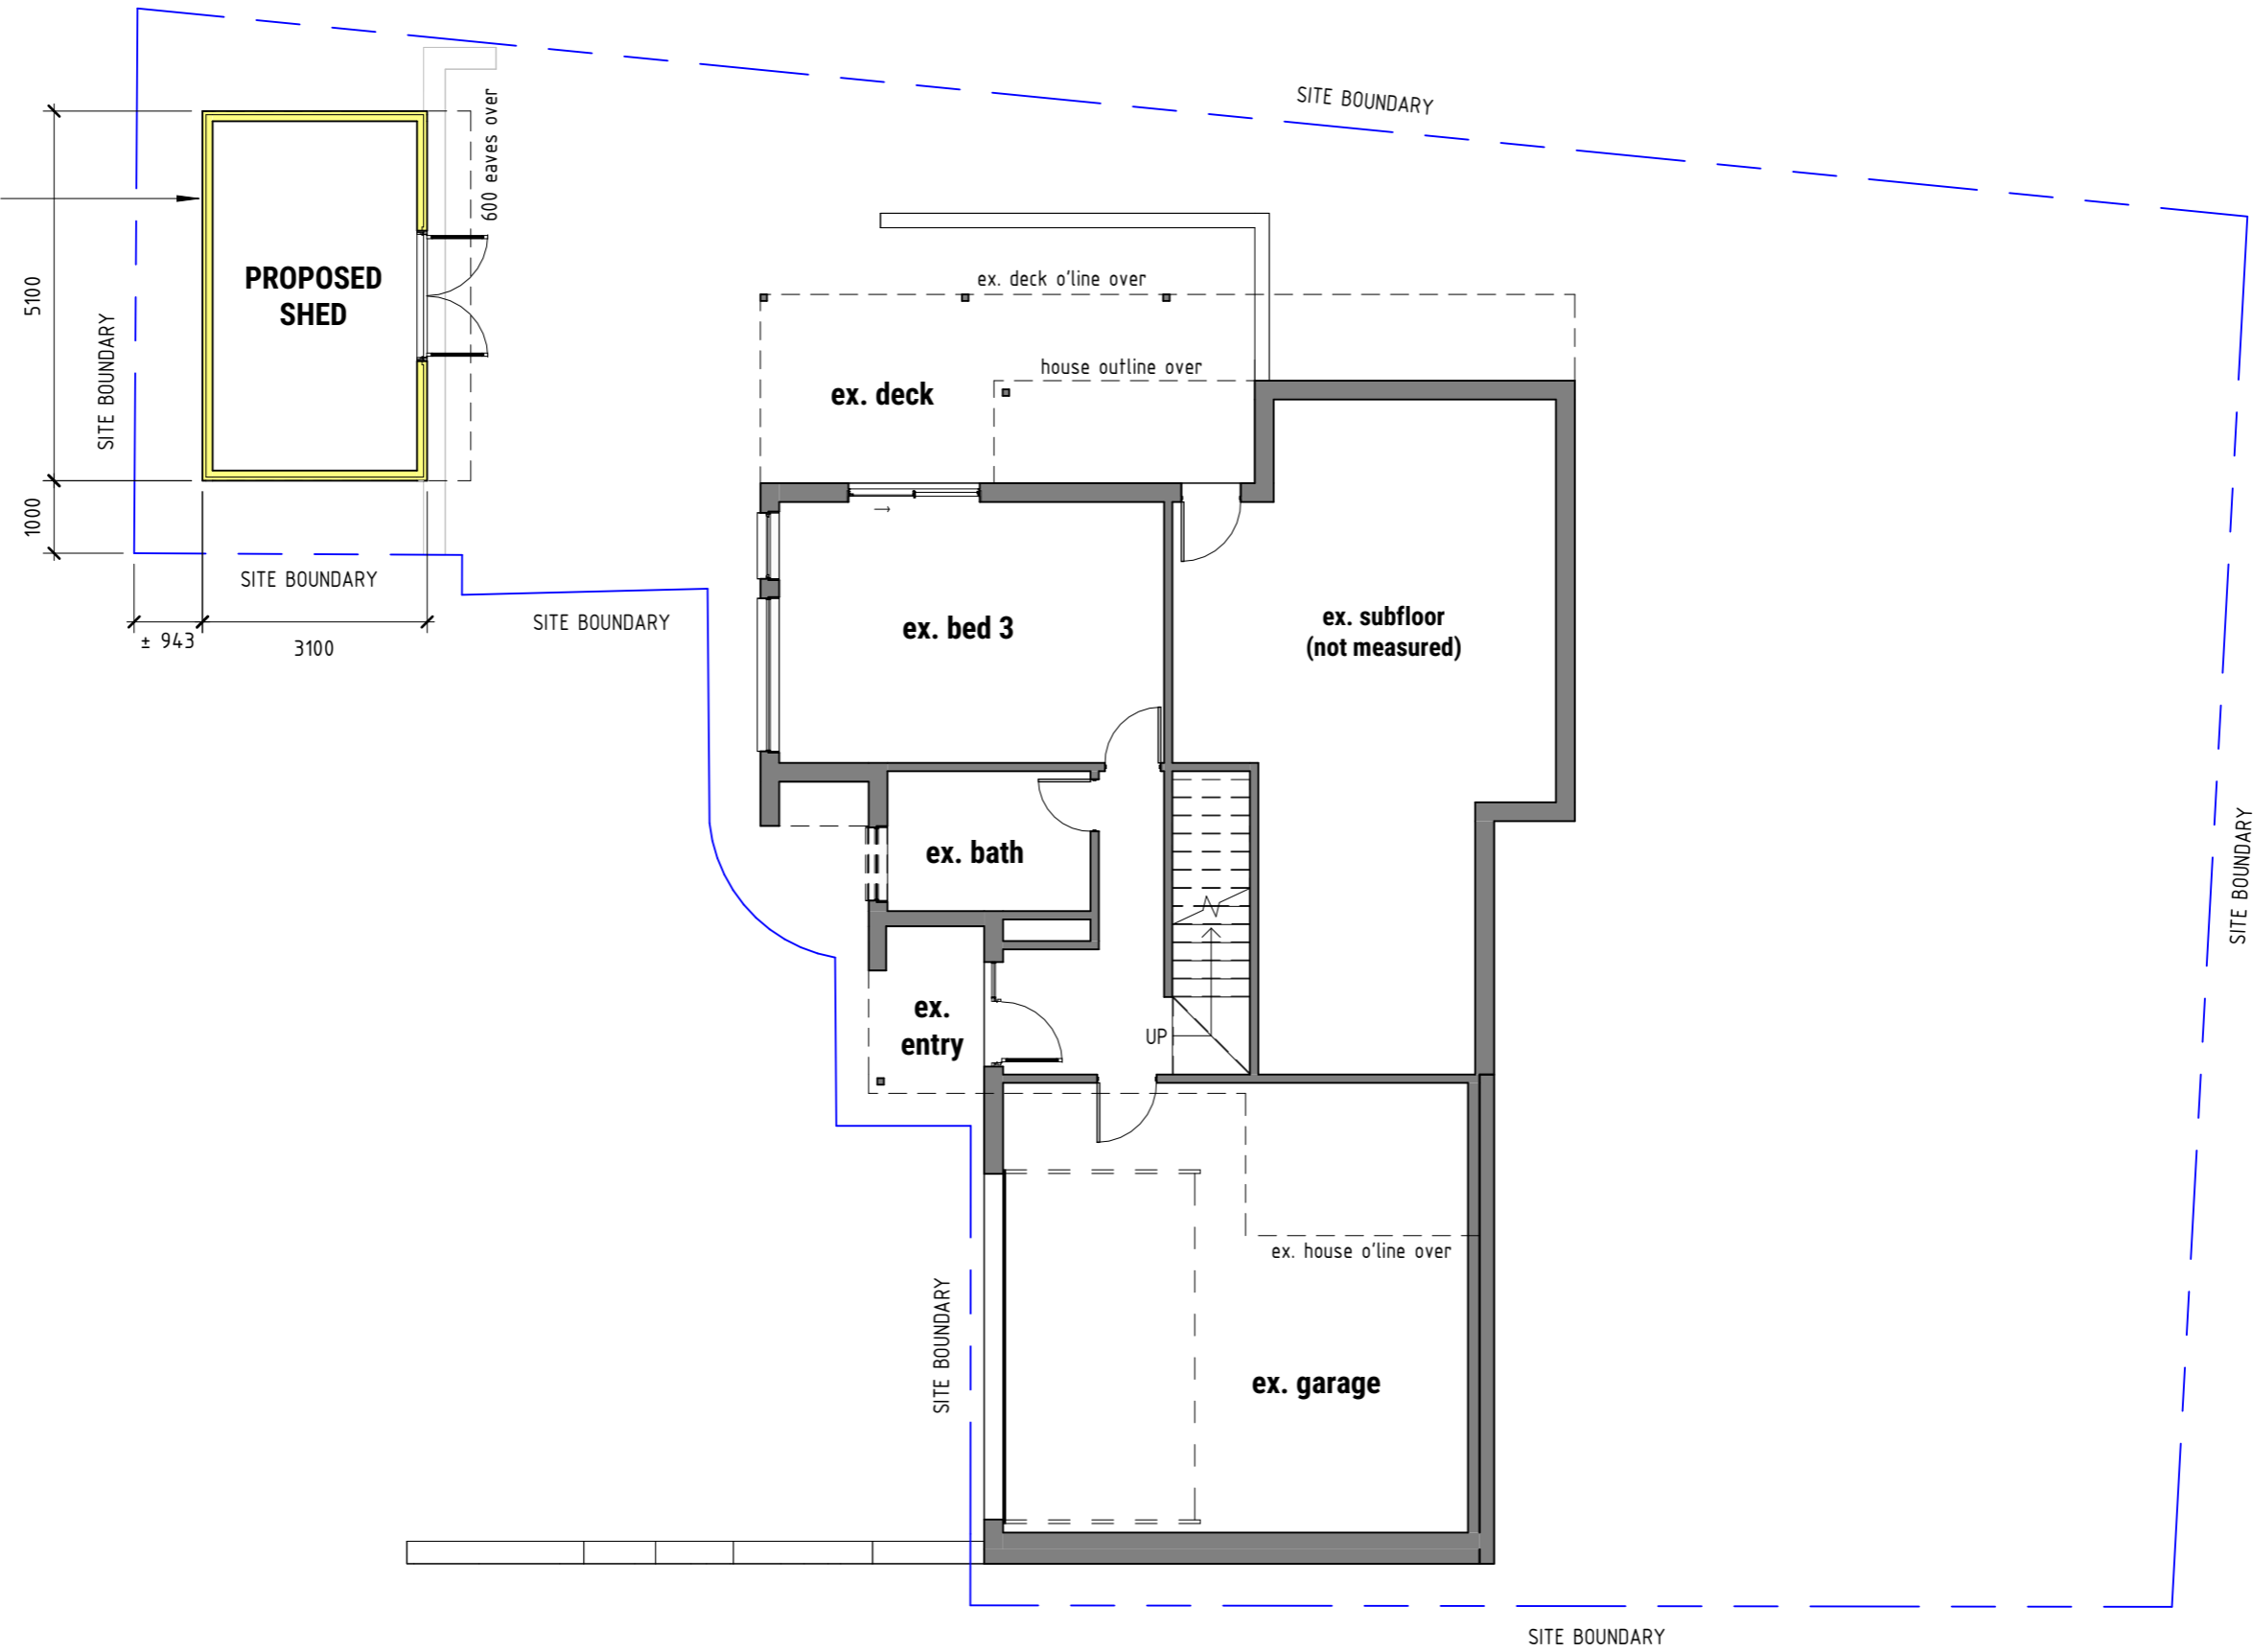 SITE BOUNDARY
600 eaves over
PROPOSED
SHED
5100
SITE BOUNDARY
1000
SITE BOUNDARY
± 943
3100
SITE BOUNDARY
ex. deck o'line over
house outline over
ex. deck
ex. bed 3
ex. subfloor
(not measured)
ex. bath
ex.
entry
UP
SITE BOUNDARY
ex. house o'line over
SITE BOUNDARY
ex. garage
SITE BOUNDARY